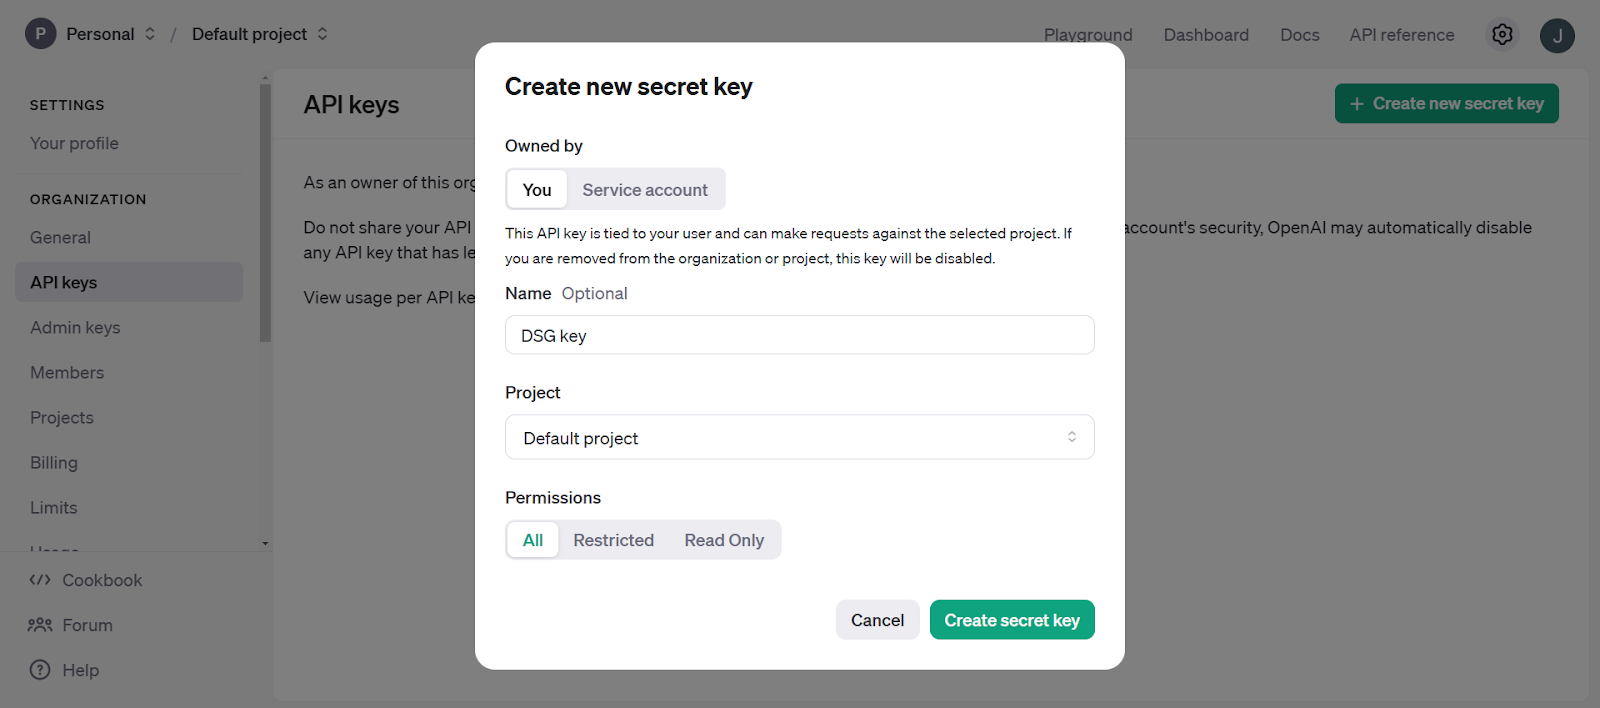 P Personal / Default project
Playground Dashboard Docs API reference J
SETTINGS
Your profile
ORGANIZATION
General
API keys
Admin keys
Members
Projects
Billing
Limits
Usage
Cookbook
Forum
? Help
API keys
+ Create new secret key
As an owner of this org
Do not share your API
account's security, OpenAI may automatically disable
any API key that has le
View usage per API ke
Create new secret key
Owned by
You Service account
This API key is tied to your user and can make requests against the selected project. If
you are removed from the organization or project, this key will be disabled.
Name Optional
DSG key
Project
Default project
Permissions
All Restricted Read Only
Cancel Create secret key